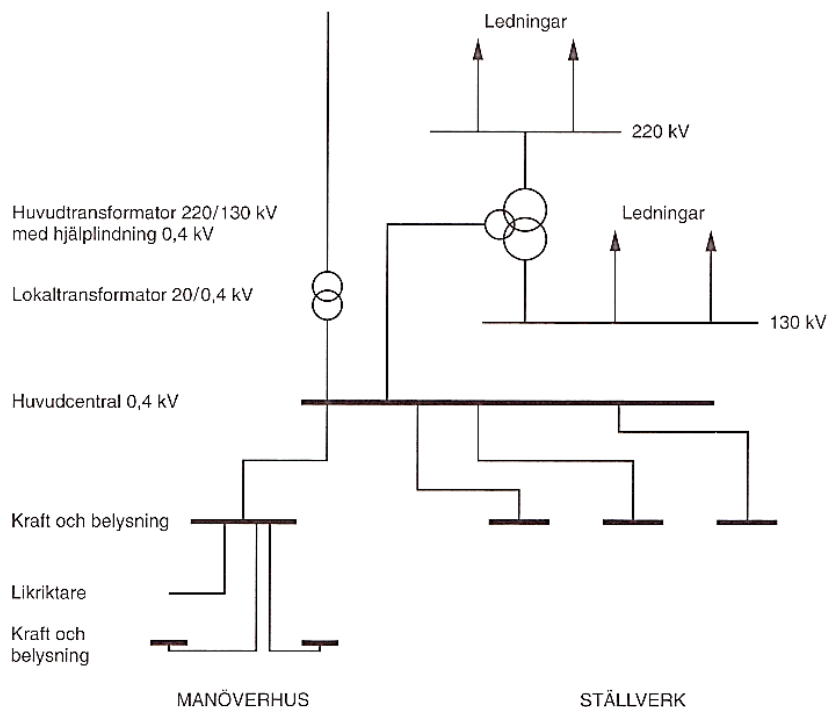 Ledningar
220 kV
Huvudtransformator 220/130 kV
med hjälplindning 0,4 kV
Ledningar
Lokaltransformator 20/0,4 kV
130 kV
Huvudcentral 0,4 kV
Kraft och belysning
Likriktare
Kraft och
belysning
MANÖVERHUS
STÄLLVERK